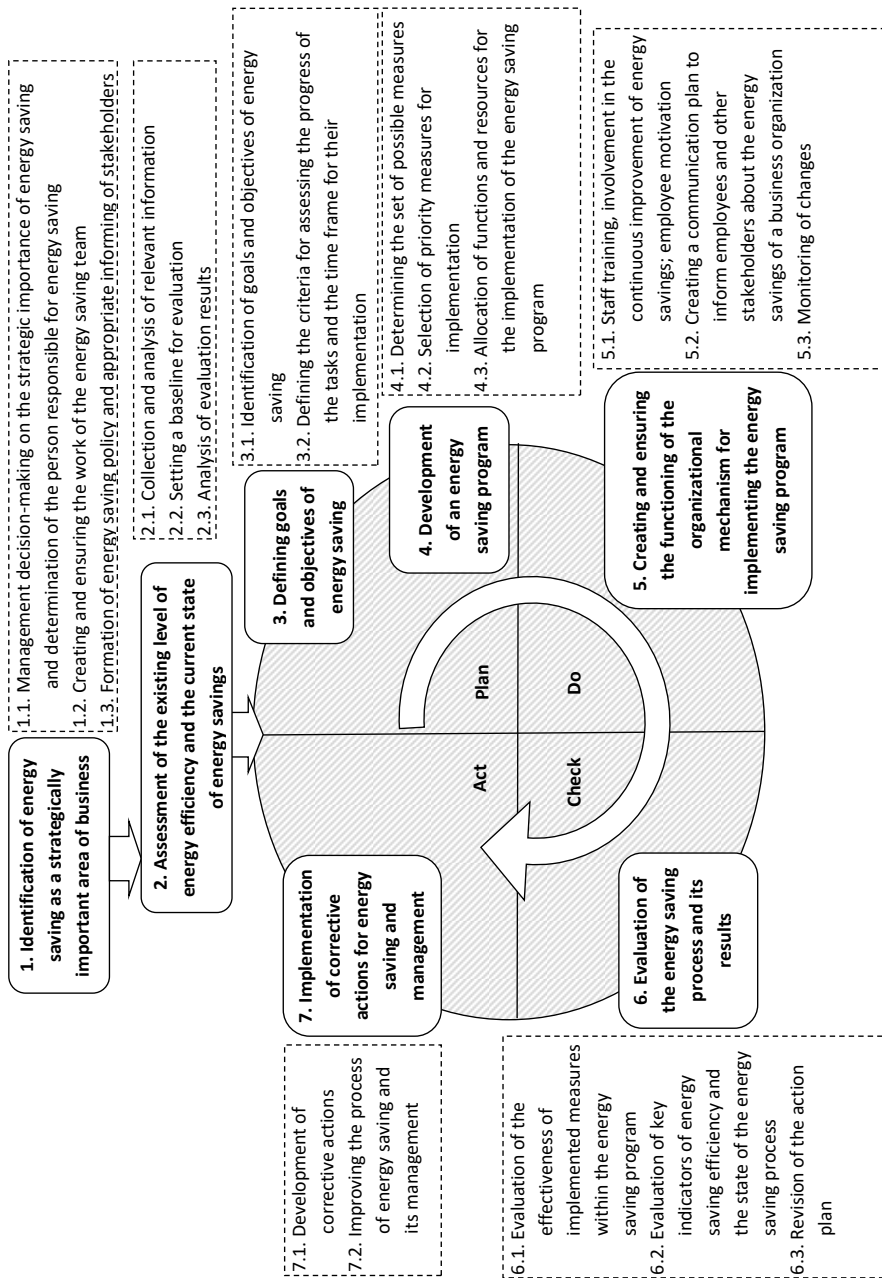 1. Identification of energy
saving as a strategically
important area of business
1.1. Management decision-making on the strategic importance of energy saving
and determination of the person responsible for energy saving
1.2. Creating and ensuring the work of the energy saving team
1.3. Formation of energy saving policy and appropriate informing of stakeholders
2. Assessment of the existing level of
energy efficiency and the current state
of energy savings
2.1. Collection and analysis of relevant information
2.2. Setting a baseline for evaluation
2.3. Analysis of evaluation results
3. Defining goals
and objectives of
energy saving
3.1. Identification of goals and objectives of energy
saving
3.2. Defining the criteria for assessing the progress of
the tasks and the time frame for their
implementation
4. Development
of an energy
saving program
4.1. Determining the set of possible measures
4.2. Selection of priority measures for
implementation
4.3. Allocation of functions and resources for
the implementation of the energy saving
program
5. Creating and ensuring
the functioning of the
organizational
mechanism for
implementing the energy
saving program
5.1. Staff training, involvement in the
continuous improvement of energy
savings; employee motivation
5.2. Creating a communication plan to
inform employees and other
stakeholders about the energy
savings of a business organization
5.3. Monitoring of changes
6. Evaluation of
the energy saving
process and its
results
6.1. Evaluation of the
effectiveness of
implemented measures
within the energy
saving program
6.2. Evaluation of key
indicators of energy
saving efficiency and
the state of the energy
saving process
6.3. Revision of the action
plan
7. Implementation
of corrective
actions for energy
saving and
management
7.1. Development of
corrective actions
7.2. Improving the process
of energy saving and
its management
Act
Plan
Check
Do